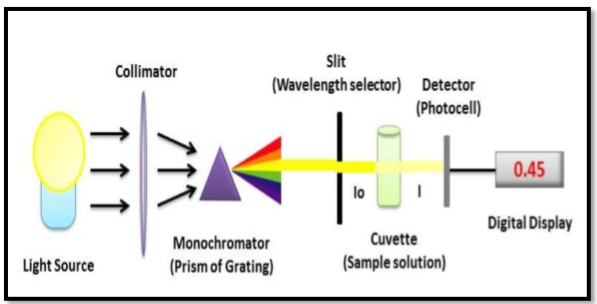 Collimator
Slit
(Wavelength selector)
Detector
(Photocell)
0.45
Io
I
Light Source
Monochromator
(Prism of Grating)
Cuvette
(Sample solution)
Digital Display